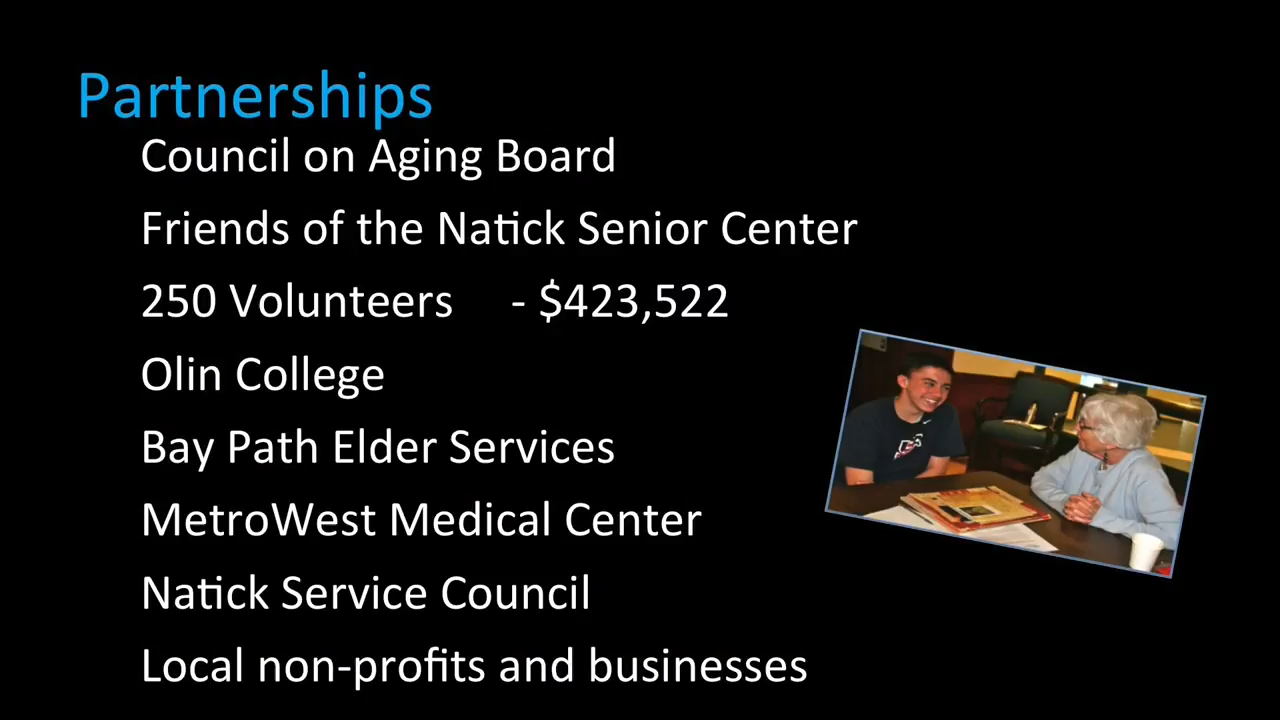 Partnerships
Council on Aging Board
Friends of the Natick Senior Center
250 Volunteers - $423,522
Olin College
Bay Path Elder Services
MetroWest Medical Center
Natick Service Council
Local non-profits and businesses